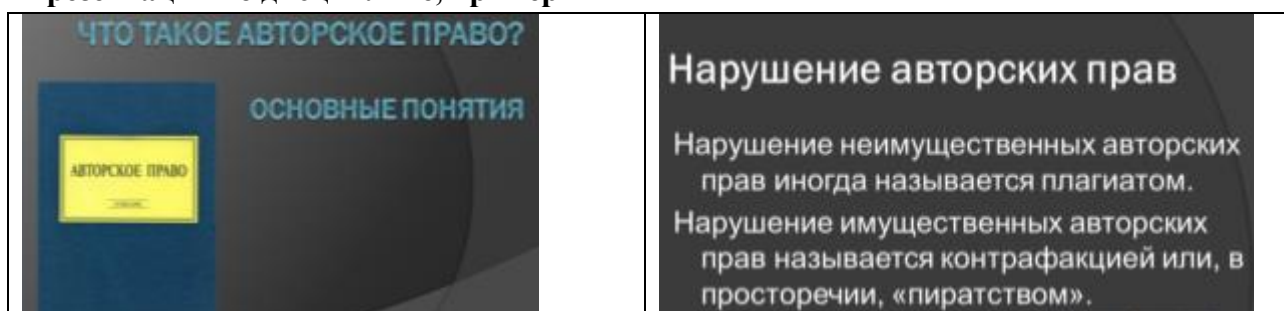 ЧТО ТАКОЕ АВТОРСКОЕ ПРАВО?
ОСНОВНЫЕ ПОНЯТИЯ
АВТОРСКОЕ ПРАВО
Нарушение авторских прав
Нарушение неимущественных авторских
прав иногда называется плагиатом.
Нарушение имущественных авторских
прав называется контрафакцией или, в
просторечии, «пиратством».